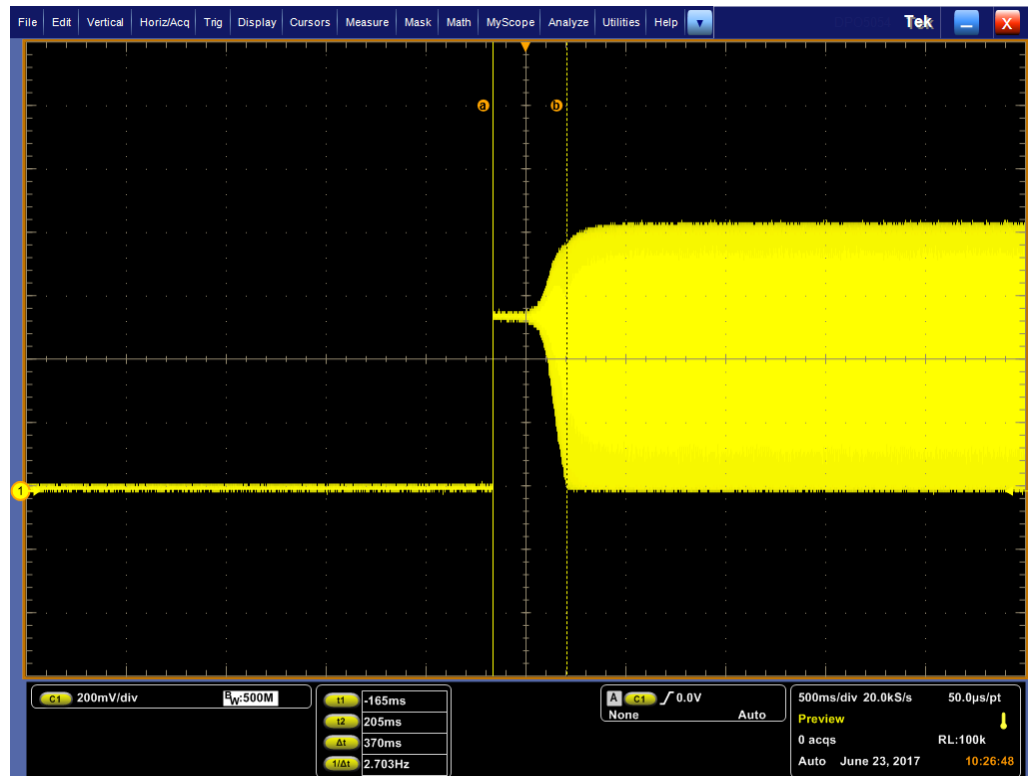 File Edit Vertical Horiz/Acq Trig Display Cursors Measure Mask Math MyScope Analyze Utilities Help Tek X
a b
1
C1 200mV/div BW:500M
t1 -165ms
t2 205ms
Δt 370ms
1/Δt 2.703Hz
A C1 0.0V
None Auto
500ms/div 20.0kS/s 50.0µs/pt
Preview
0 acqs RL:100k
Auto June 23, 2017 10:26:48